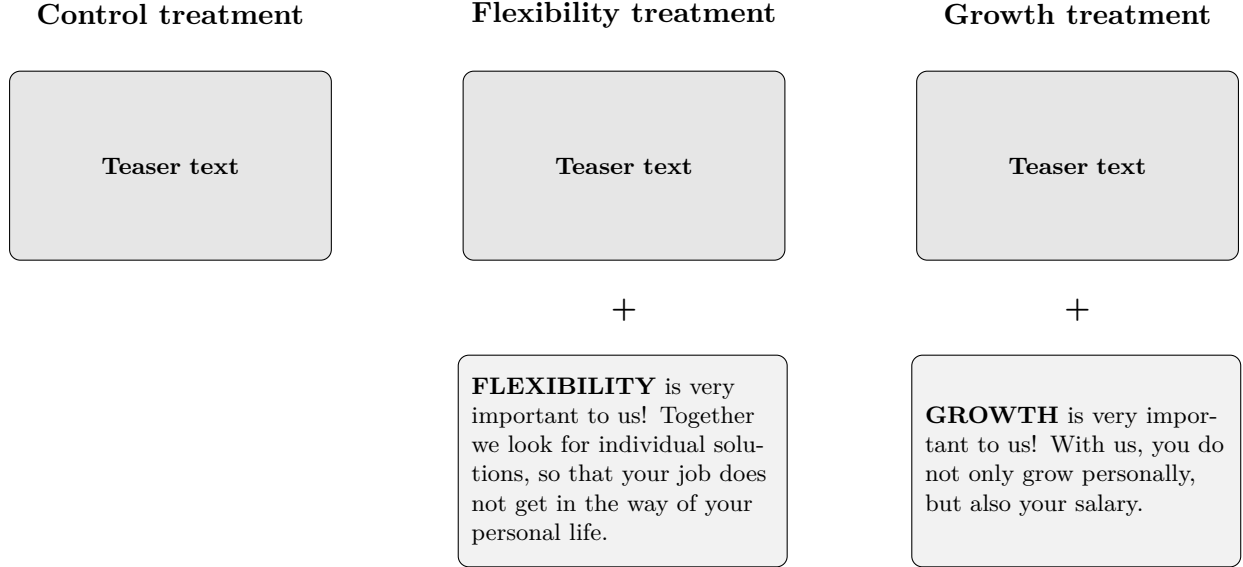 Control treatment
Flexibility treatment
Growth treatment
Teaser text
Teaser text
Teaser text
+
+
FLEXIBILITY is very
important to us! Together
we look for individual solu-
tions, so that your job does
not get in the way of your
personal life.
GROWTH is very impor-
tant to us! With us, you do
not only grow personally,
but also your salary.